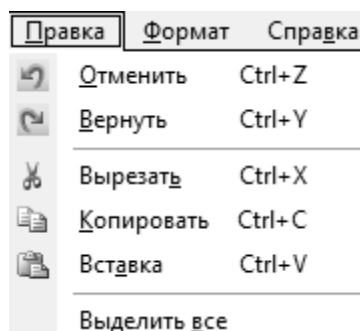 Правка Формат Справка
Отменить Ctrl+Z
Вернуть Ctrl+Y
Вырезать Ctrl+X
Копировать Ctrl+C
Вставка Ctrl+V
Выделить все